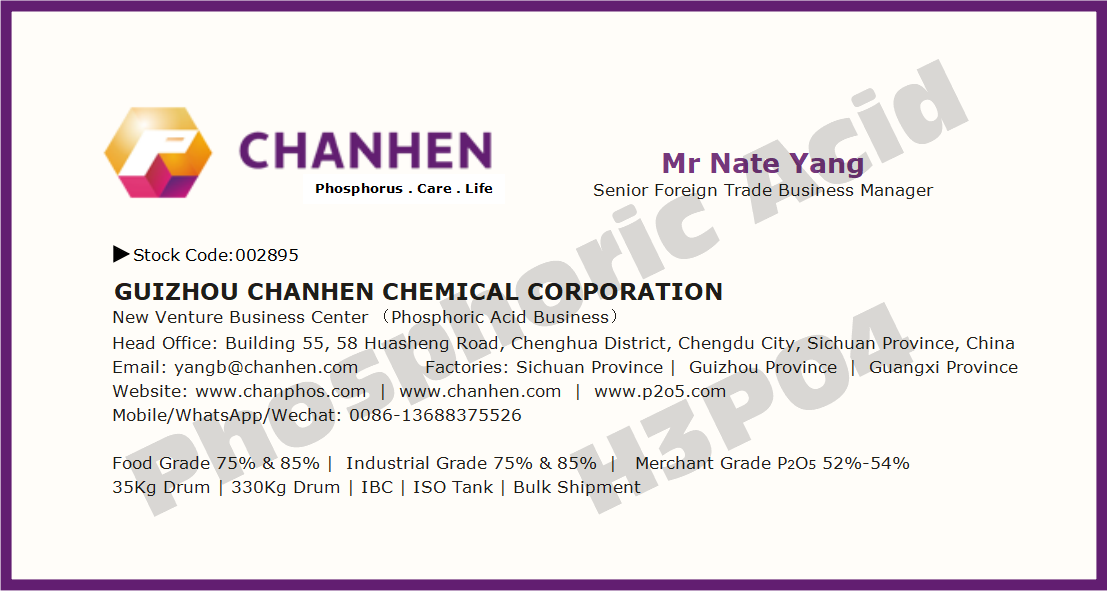 CHANHEN
Phosphorus . Care . Life
Mr Nate Yang
Senior Foreign Trade Business Manager
▶Stock Code:002895
GUIZHOU CHANHEN CHEMICAL CORPORATION
New Venture Business Center （Phosphoric Acid Business）
Head Office: Building 55, 58 Huasheng Road, Chenghua District, Chengdu City, Sichuan Province, China
Email: yangb@chanhen.com Factories: Sichuan Province | Guizhou Province | Guangxi Province
Website: www.chanphos.com | www.chanhen.com | www.p2o5.com
Mobile/WhatsApp/Wechat: 0086-13688375526
Food Grade 75% & 85% | Industrial Grade 75% & 85% | Merchant Grade P2O5 52%-54%
35Kg Drum | 330Kg Drum | IBC | ISO Tank | Bulk Shipment
Phosphoric Acid
H3PO4